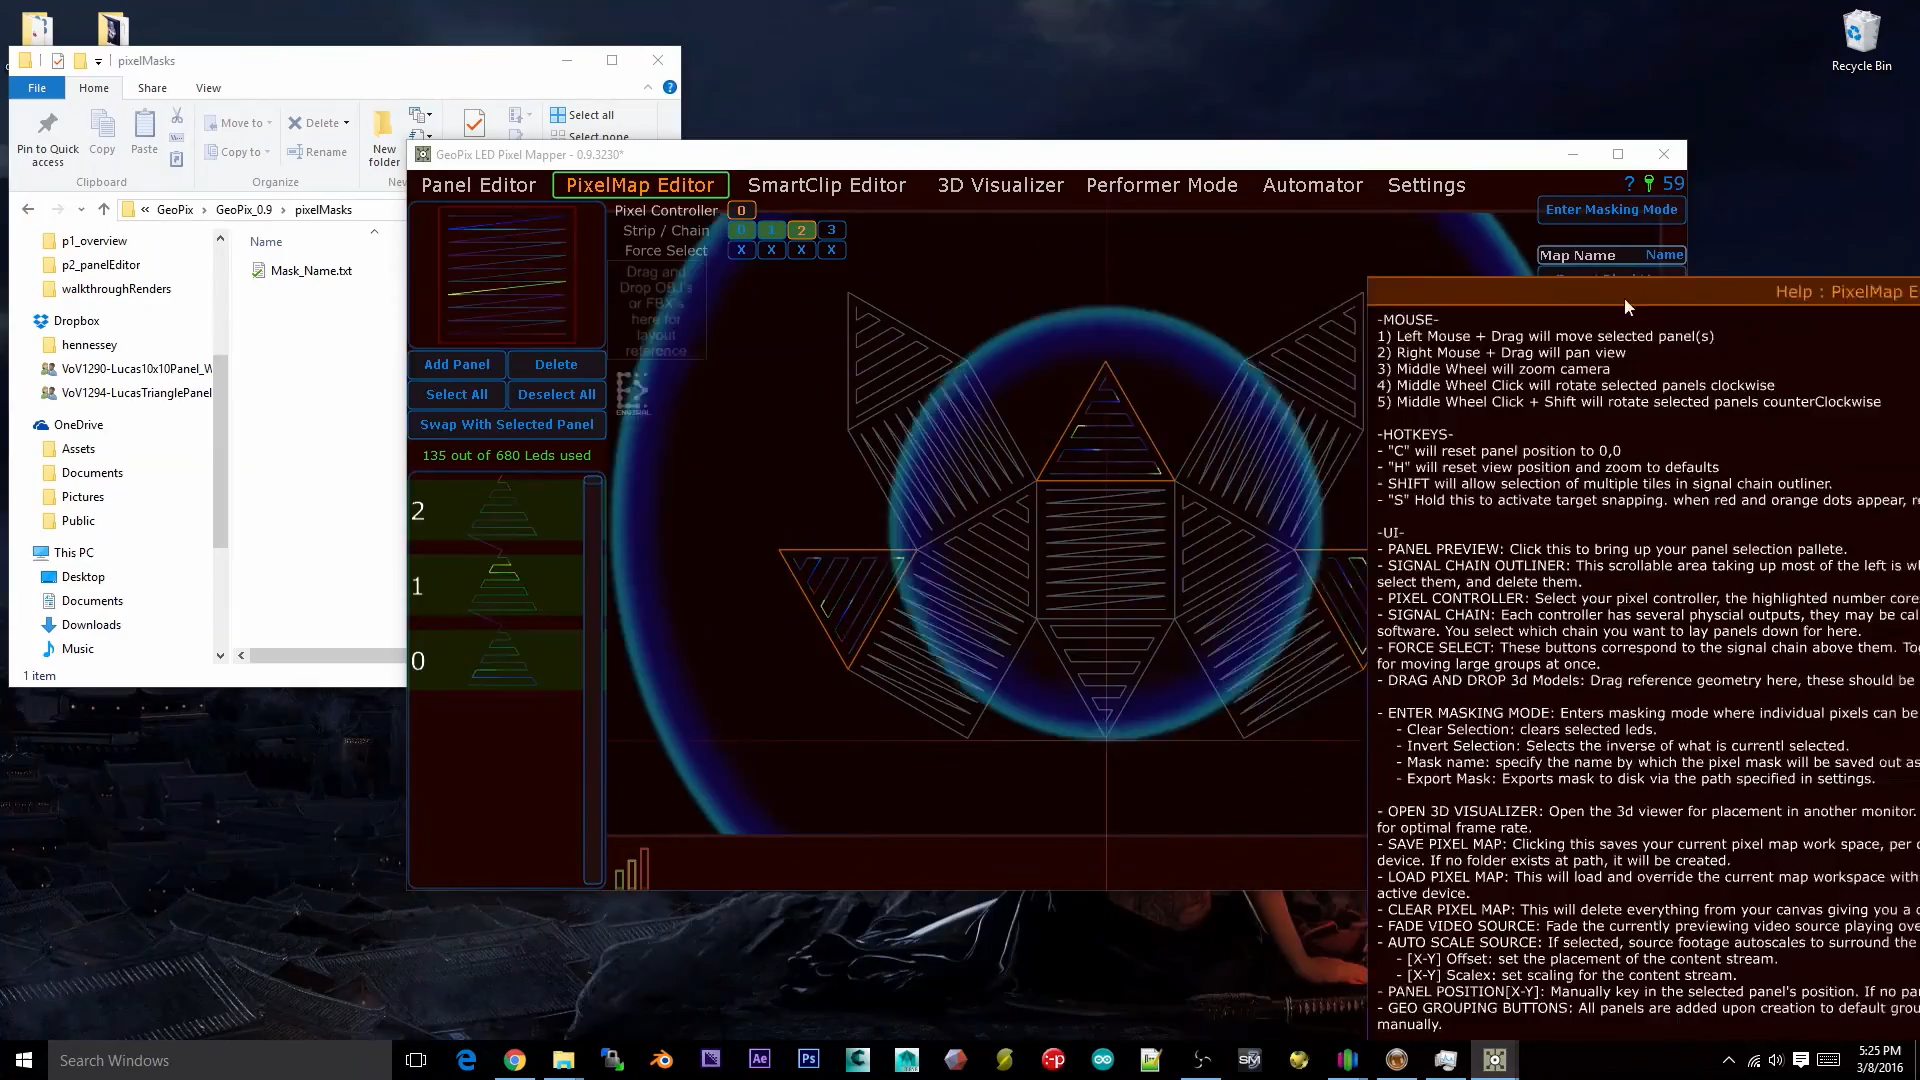 Recycle Bin
pixelMasks
File
Home
Share
View
Pin to Quick access
Copy
Paste
Move to
Copy to
Delete
Rename
New folder
Select all
Select none
Clipboard
Organize
GeoPix
GeoPix_0.9
pixelMasks
p1_overview
p2_panelEditor
walkthroughRenders
Dropbox
hennessey
VoV1290-Lucas10x10Panel_W
VoV1294-LucasTrianglePanel
OneDrive
Assets
Documents
Pictures
Public
This PC
Desktop
Documents
Downloads
Music
Name
Mask_Name.txt
1 item
GeoPix LED Pixel Mapper - 0.9.3230*
Panel Editor
PixelMap Editor
SmartClip Editor
3D Visualizer
Performer Mode
Automator
Settings
? 59
Pixel Controller 0
Strip / Chain 0 1 2 3
Force Select X X X X
Enter Masking Mode
Map Name Name
Drag and
Drop OBJ's
or FBX's
here for
layout
reference
ENVIRAL
Add Panel
Delete
Select All
Deselect All
Swap With Selected Panel
135 out of 680 Leds used
2
1
0
Help : PixelMap E
-MOUSE-
1) Left Mouse + Drag will move selected panel(s)
2) Right Mouse + Drag will pan view
3) Middle Wheel will zoom camera
4) Middle Wheel Click will rotate selected panels clockwise
5) Middle Wheel Click + Shift will rotate selected panels counterClockwise
-HOTKEYS-
- "C" will reset panel position to 0,0
- "H" will reset view position and zoom to defaults
- SHIFT will allow selection of multiple tiles in signal chain outliner.
- "S" Hold this to activate target snapping. when red and orange dots appear, re
-UI-
- PANEL PREVIEW: Click this to bring up your panel selection pallete.
- SIGNAL CHAIN OUTLINER: This scrollable area taking up most of the left is wh
select them, and delete them.
- PIXEL CONTROLLER: Select your pixel controller, the highlighted number cores
- SIGNAL CHAIN: Each controller has several physcial outputs, they may be cal
software. You select which chain you want to lay panels down for here.
- FORCE SELECT: These buttons correspond to the signal chain above them. Tog
for moving large groups at once.
- DRAG AND DROP 3d Models: Drag reference geometry here, these should be
- ENTER MASKING MODE: Enters masking mode where individual pixels can be
- Clear Selection: clears selected leds.
- Invert Selection: Selects the inverse of what is currentl selected.
- Mask name: specify the name by which the pixel mask will be saved out as
- Export Mask: Exports mask to disk via the path specified in settings.
- OPEN 3D VISUALIZER: Open the 3d viewer for placement in another monitor.
for optimal frame rate.
- SAVE PIXEL MAP: Clicking this saves your current pixel map work space, per d
device. If no folder exists at path, it will be created.
- LOAD PIXEL MAP: This will load and override the current map workspace with
active device.
- CLEAR PIXEL MAP: This will delete everything from your canvas giving you a c
- FADE VIDEO SOURCE: Fade the currently previewing video source playing ove
- AUTO SCALE SOURCE: If selected, source footage autoscales to surround the
- [X-Y] Offset: set the placement of the content stream.
- [X-Y] Scalex: set scaling for the content stream.
- PANEL POSITION[X-Y]: Manually key in the selected panel's position. If no pa
- GEO GROUPING BUTTONS: All panels are added upon creation to default grou
manually.
Search Windows
Ae
Ps
:-p
SM
5:25 PM
3/8/2016